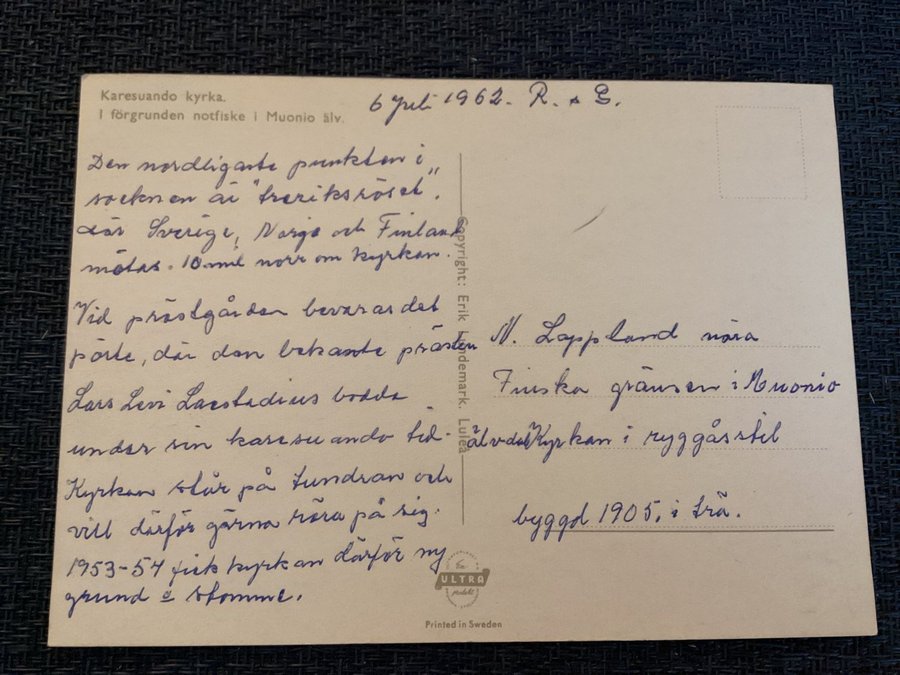 Karesuando kyrka.
I förgrunden notfiske i Muonio älv.
6 Juli 1962. R. & G.
Den nordligaste punkten i
socknen är "treriksröset",
där Sverige, Norge och Finland
mötas. 10 mil norr om kyrkan.
Vid prästgården bevaras det
pörte, där den bekante prästen
Lars Levi Laestadius bodde
under sin karesuando tid.
Kyrkan står på tundran och
vill därför gärna röra på sig.
1953-54 fick kyrkan därför ny
grund o stomme.
Copyright: Erik Lundemark. Luleå
N. Lappland nära
Finska gränsen i Muonio
älvdal Kyrkan i ryggåsstil
byggd 1905, i trä.
ULTRA
Printed in Sweden